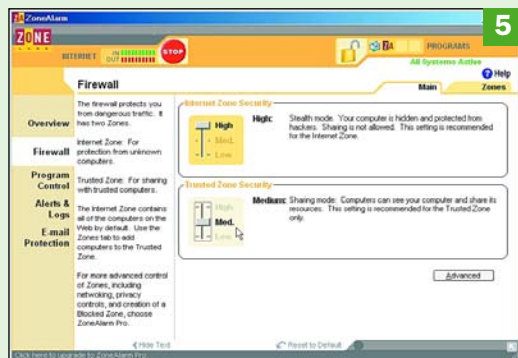 ZoneAlarm
5
ZONE
LABS
INTERNET
IN
OUT
STOP
ZA
PROGRAMS
All Systems Active
Help
Firewall
Main
Zones
Overview
Firewall
Program
Control
Alerts &
Logs
E-mail
Protection
The firewall protects you
from dangerous traffic. It
has two Zones.
Internet Zone: For
protection from unknown
computers.
Trusted Zone: For sharing
with trusted computers.
The Internet Zone contains
all of the computers on the
Web by default. Use the
Zones tab to add
computers to the Trusted
Zone.
For more advanced control
of Zones, including
networking, privacy
controls, and creation of a
Blocked Zone, choose
ZoneAlarm Pro.
Internet Zone Security
High
Med.
Low
High: Stealth mode. Your computer is hidden and protected from
hackers. Sharing is not allowed. This setting is recommended
for the Internet Zone.
Trusted Zone Security
High
Med.
Low
Medium: Sharing mode: Computers can see your computer and share its
resources. This setting is recommended for the Trusted Zone
only.
Advanced
Hide Text
Reset to Default
Click here to upgrade to ZoneAlarm Pro.